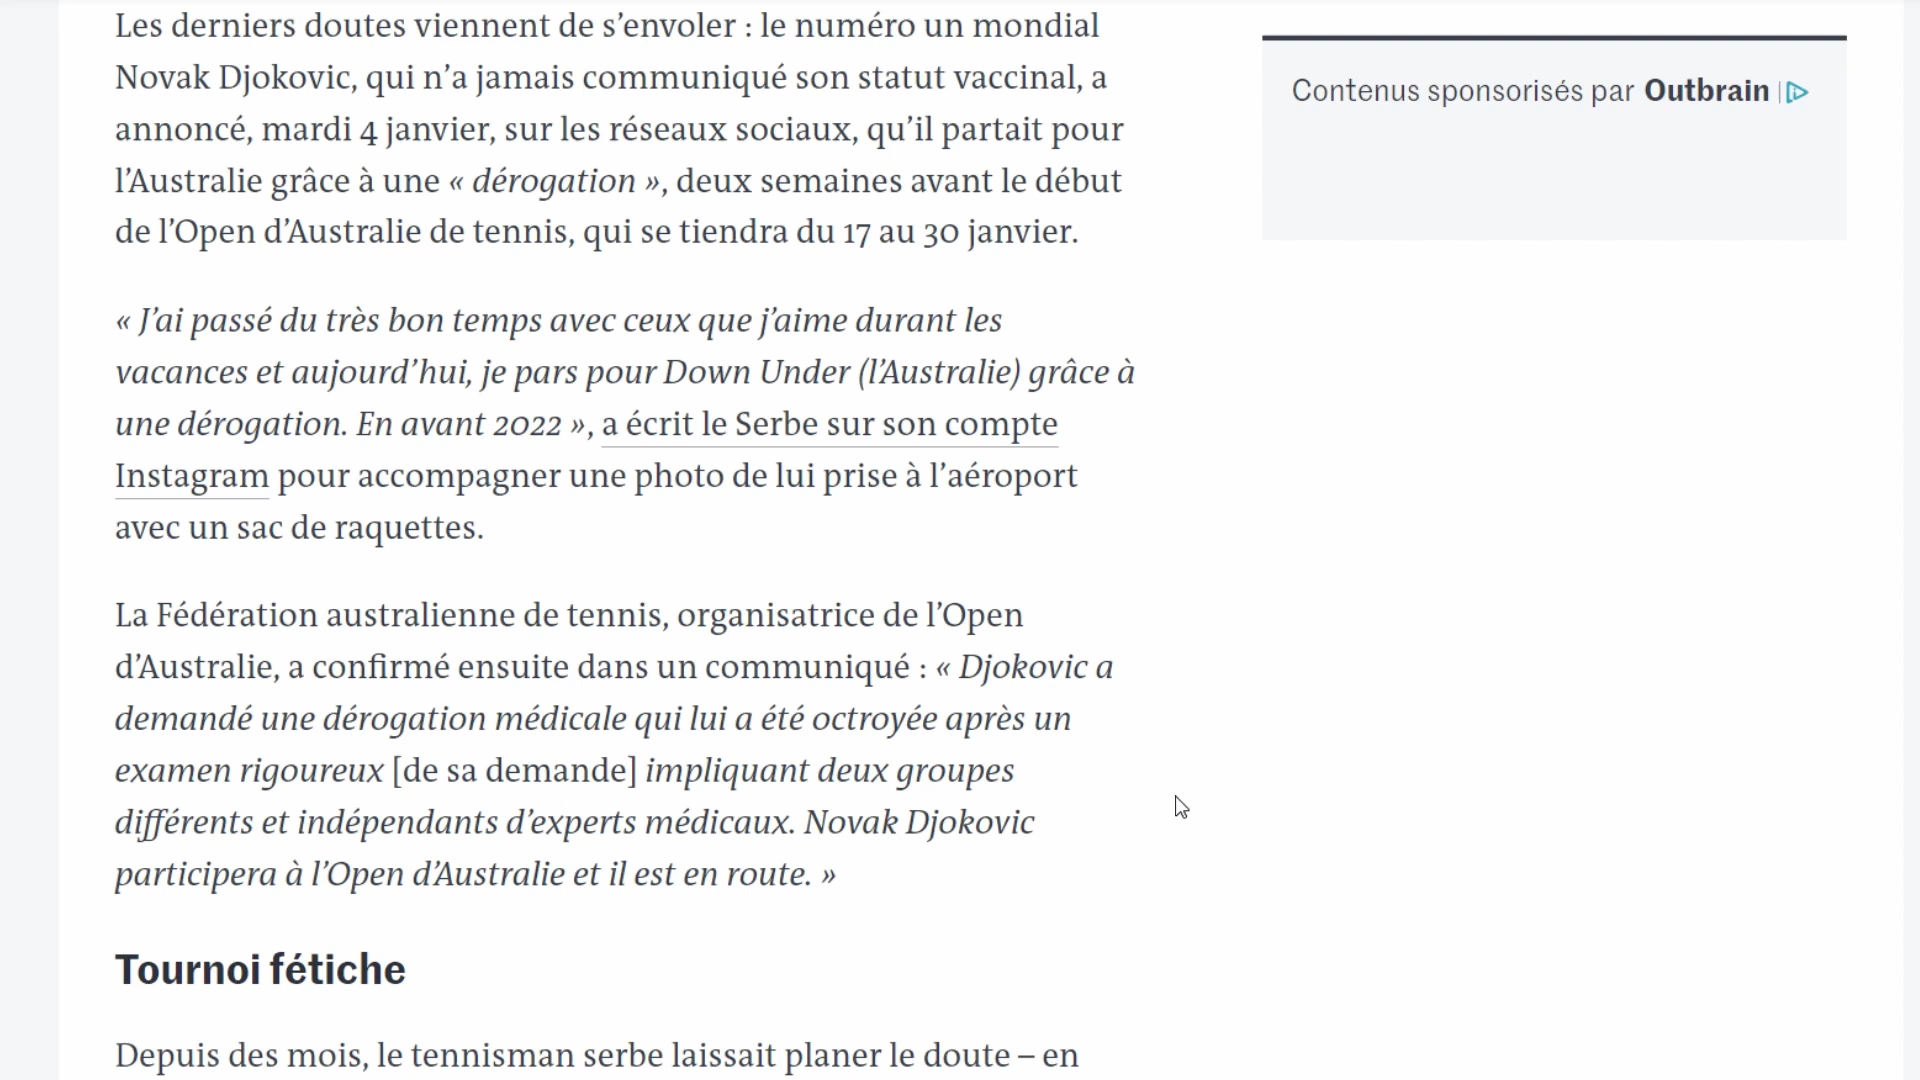 Les derniers doutes viennent de s’envoler : le numéro un mondial
Novak Djokovic, qui n’a jamais communiqué son statut vaccinal, a
annoncé, mardi 4 janvier, sur les réseaux sociaux, qu’il partait pour
l’Australie grâce à une « dérogation », deux semaines avant le début
de l’Open d’Australie de tennis, qui se tiendra du 17 au 30 janvier.
« J’ai passé du très bon temps avec ceux que j’aime durant les
vacances et aujourd’hui, je pars pour Down Under (l’Australie) grâce à
une dérogation. En avant 2022 », a écrit le Serbe sur son compte
Instagram pour accompagner une photo de lui prise à l’aéroport
avec un sac de raquettes.
La Fédération australienne de tennis, organisatrice de l’Open
d’Australie, a confirmé ensuite dans un communiqué : « Djokovic a
demandé une dérogation médicale qui lui a été octroyée après un
examen rigoureux [de sa demande] impliquant deux groupes
différents et indépendants d’experts médicaux. Novak Djokovic
participera à l’Open d’Australie et il est en route. »
Tournoi fétiche
Depuis des mois, le tennisman serbe laissait planer le doute – en
Contenus sponsorisés par Outbrain